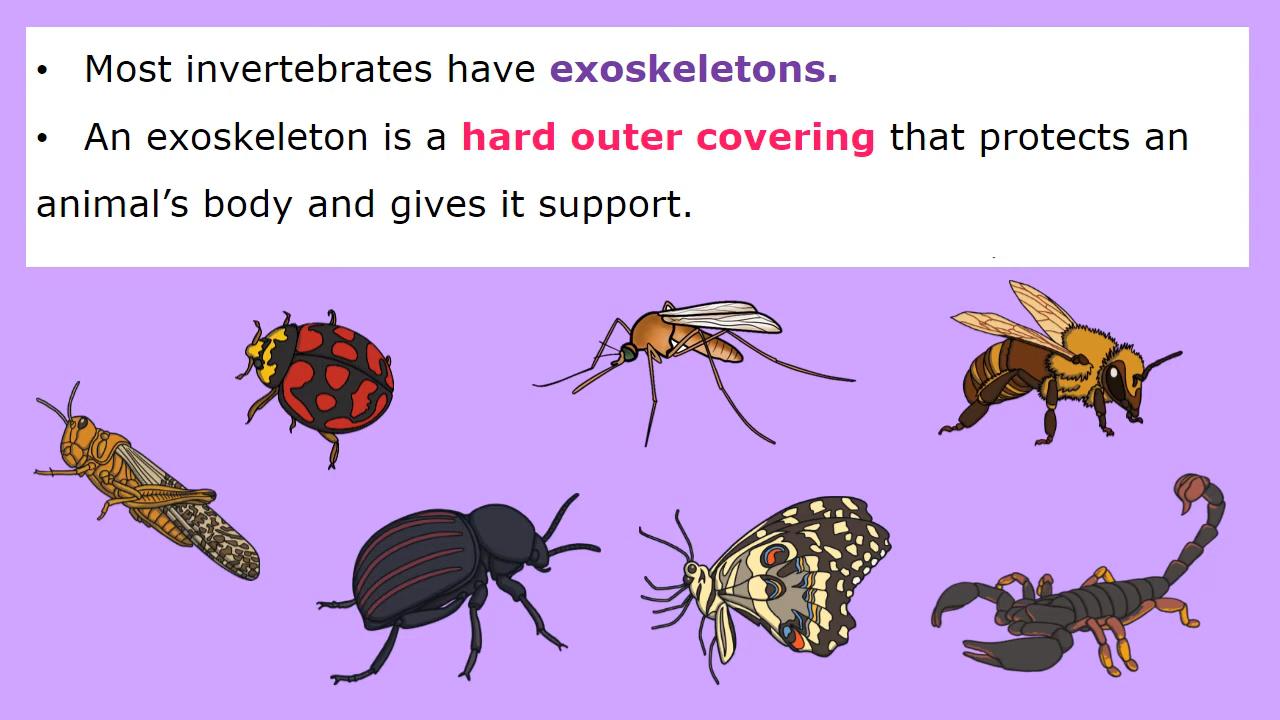 • Most invertebrates have exoskeletons.
• An exoskeleton is a hard outer covering that protects an
animal’s body and gives it support.